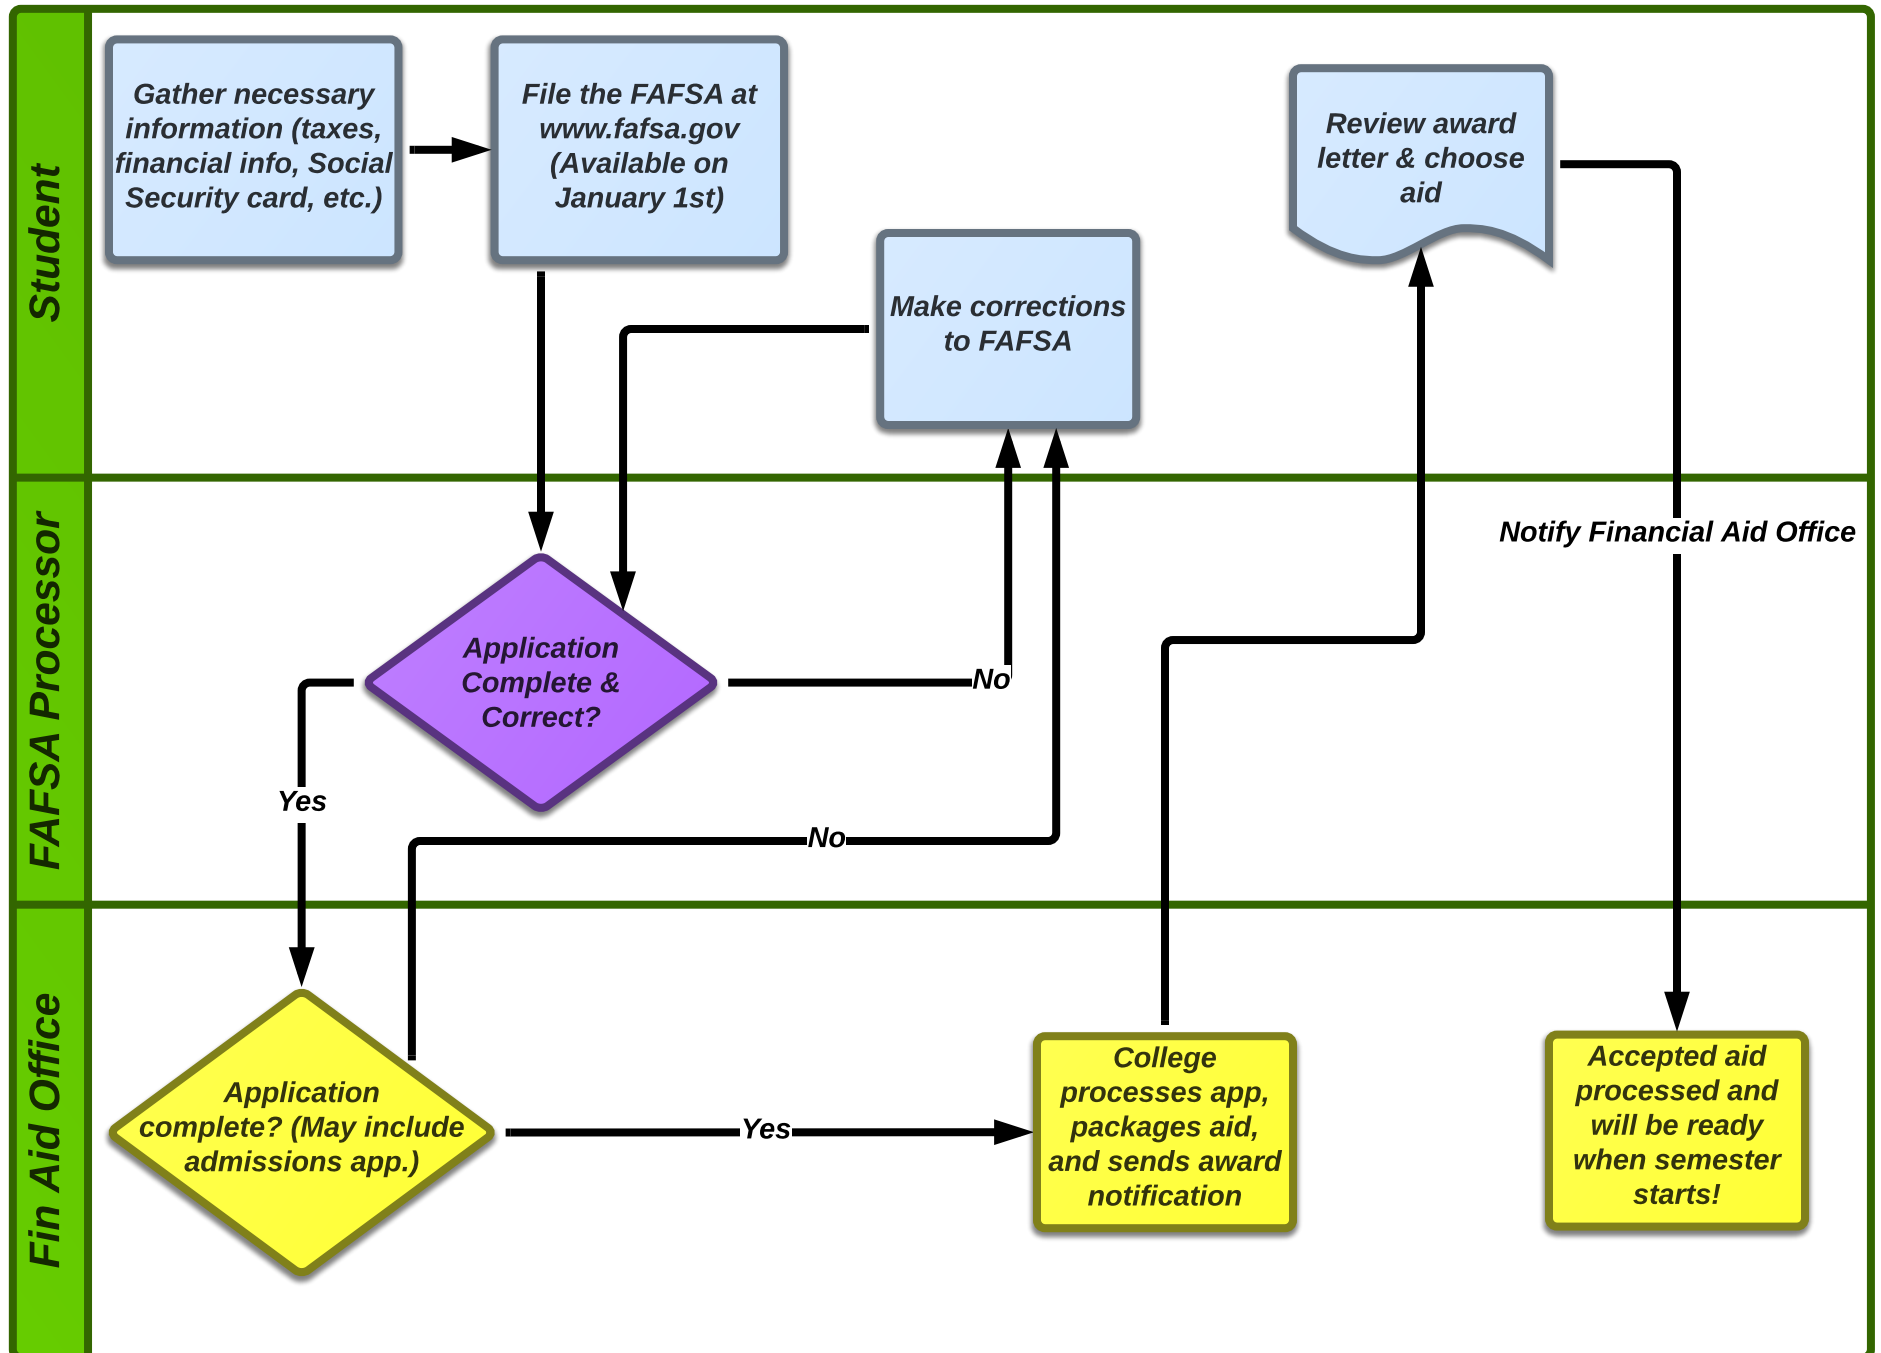 Student
Gather necessary
information (taxes,
financial info, Social
Security card, etc.)
File the FAFSA at
www.fafsa.gov
(Available on
January 1st)
Make corrections
to FAFSA
Review award
letter & choose
aid
FAFSA Processor
Application
Complete &
Correct?
No
Yes
No
Notify Financial Aid Office
Fin Aid Office
Application
complete? (May include
admissions app.)
Yes
College
processes app,
packages aid,
and sends award
notification
Accepted aid
processed and
will be ready
when semester
starts!